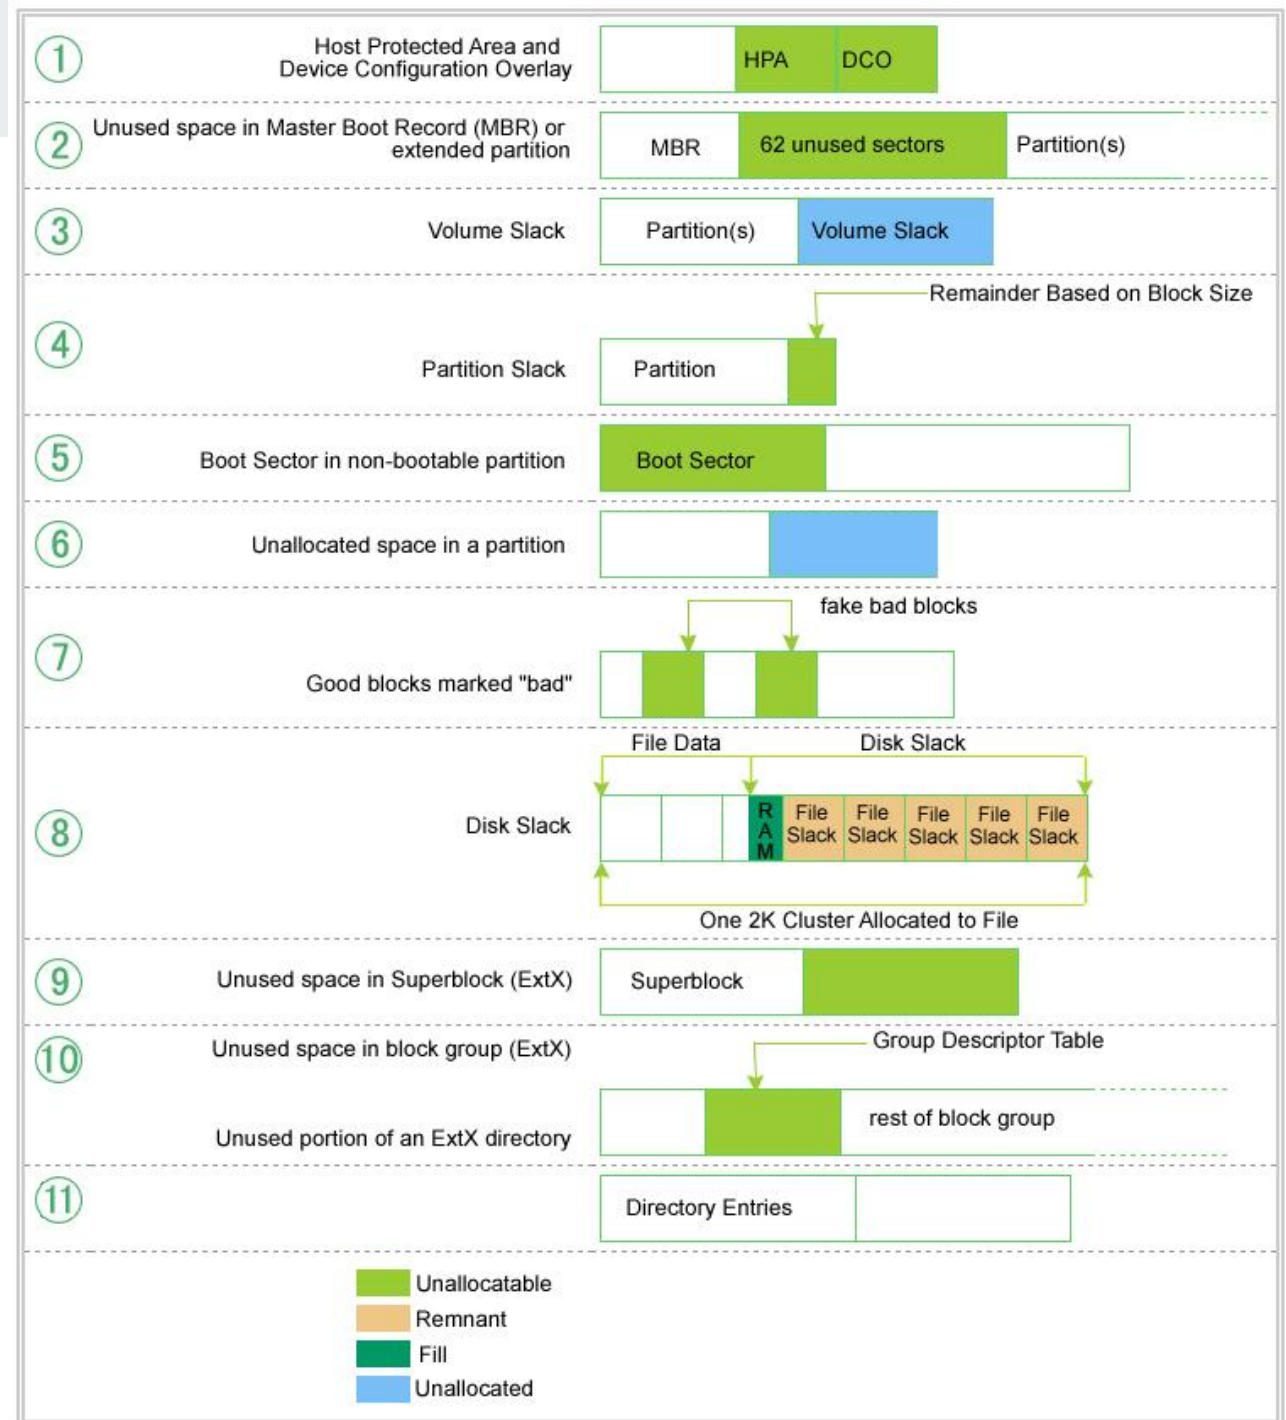 1
Host Protected Area and
Device Configuration Overlay
HPA
DCO
2
Unused space in Master Boot Record (MBR) or
extended partition
MBR
62 unused sectors
Partition(s)
3
Volume Slack
Partition(s)
Volume Slack
4
Remainder Based on Block Size
Partition Slack
Partition
5
Boot Sector in non-bootable partition
Boot Sector
6
Unallocated space in a partition
7
fake bad blocks
Good blocks marked "bad"
8
File Data
Disk Slack
Disk Slack
RAM
File
Slack
File
Slack
File
Slack
File
Slack
File
Slack
One 2K Cluster Allocated to File
9
Unused space in Superblock (ExtX)
Superblock
10
Unused space in block group (ExtX)
Group Descriptor Table
rest of block group
Unused portion of an ExtX directory
11
Directory Entries
Unallocatable
Remnant
Fill
Unallocated